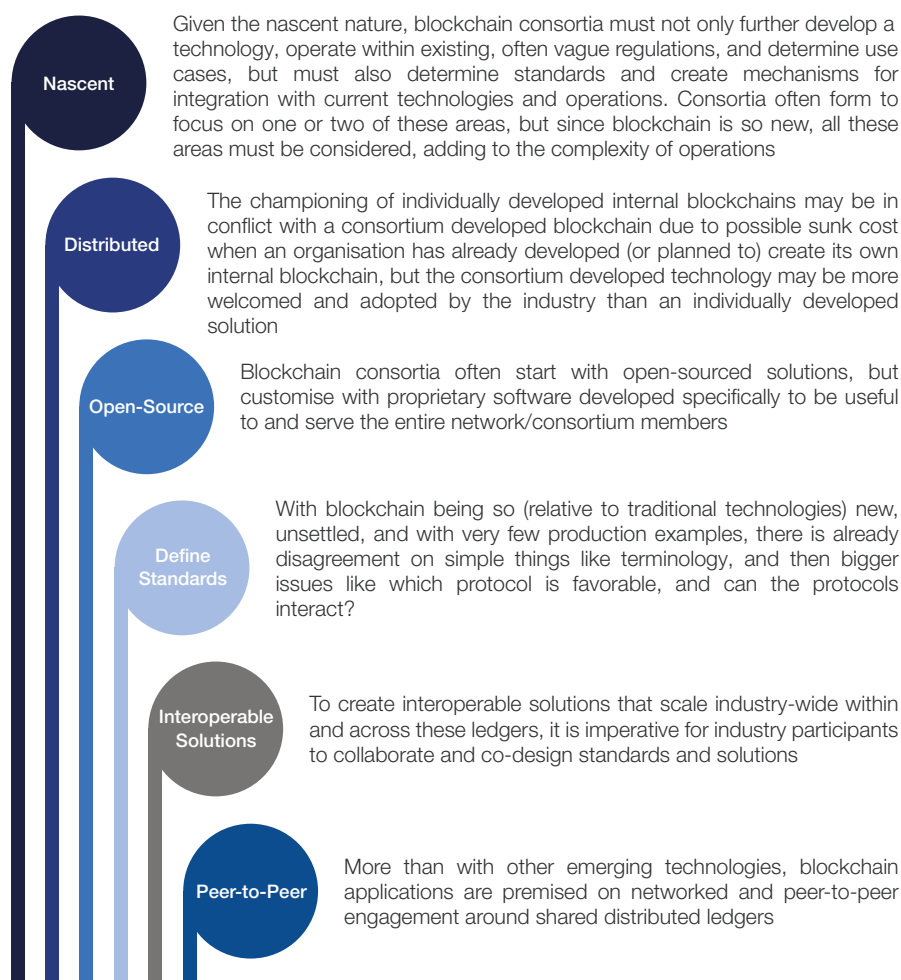 Nascent
Given the nascent nature, blockchain consortia must not only further develop a
technology, operate within existing, often vague regulations, and determine use
cases, but must also determine standards and create mechanisms for
integration with current technologies and operations. Consortia often form to
focus on one or two of these areas, but since blockchain is so new, all these
areas must be considered, adding to the complexity of operations
Distributed
The championing of individually developed internal blockchains may be in
conflict with a consortium developed blockchain due to possible sunk cost
when an organisation has already developed (or planned to) create its own
internal blockchain, but the consortium developed technology may be more
welcomed and adopted by the industry than an individually developed
solution
Open-Source
Blockchain consortia often start with open-sourced solutions, but
customise with proprietary software developed specifically to be useful
to and serve the entire network/consortium members
Define
Standards
With blockchain being so (relative to traditional technologies) new,
unsettled, and with very few production examples, there is already
disagreement on simple things like terminology, and then bigger
issues like which protocol is favorable, and can the protocols
interact?
Interoperable
Solutions
To create interoperable solutions that scale industry-wide within
and across these ledgers, it is imperative for industry participants
to collaborate and co-design standards and solutions
Peer-to-Peer
More than with other emerging technologies, blockchain
applications are premised on networked and peer-to-peer
engagement around shared distributed ledgers